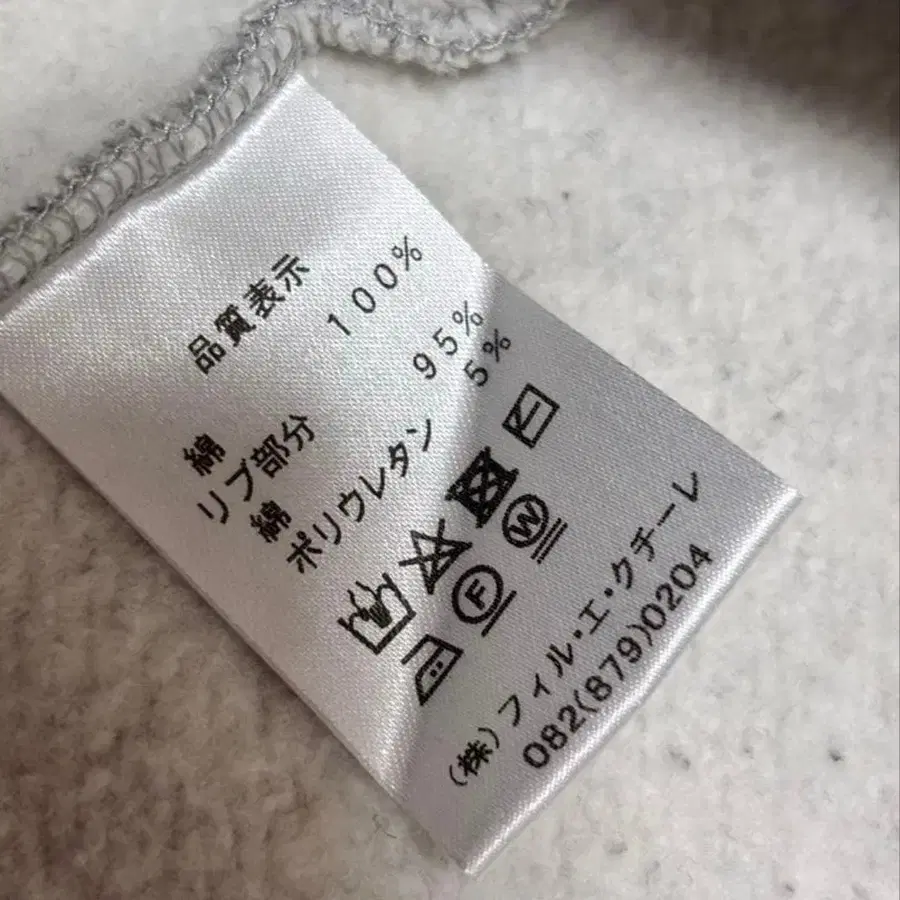 品質表示
綿 100%
リブ部分
綿 95%
ポリウレタン 5%
W
F
(株)フィル・エ・クチーレ
082(879)0204